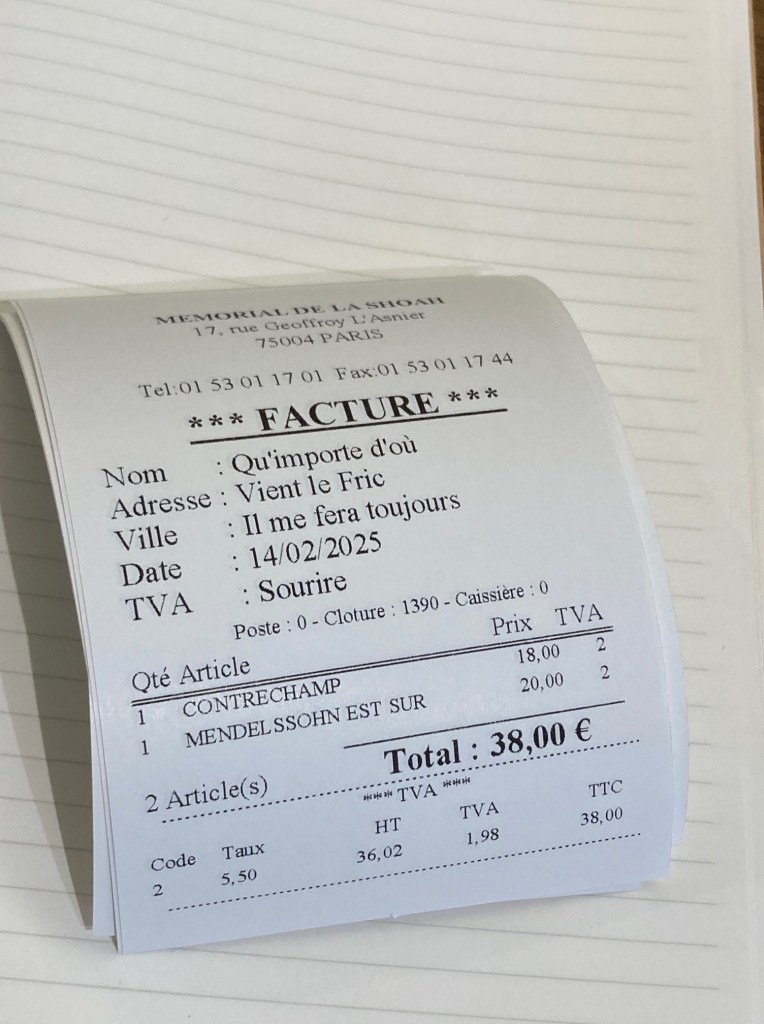 MEMORIAL DE LA SHOAH
17, rue Geoffroy L'Asnier
75004 PARIS
Tel:01 53 01 17 01 Fax:01 53 01 17 44
*** FACTURE ***
Nom : Qu'importe d'où
Adresse : Vient le Fric
Ville : Il me fera toujours
Date : 14/02/2025
TVA : Sourire
Poste : 0 - Cloture : 1390 - Caissière : 0
Qté Article Prix TVA
1 CONTRECHAMP 18,00 2
1 MENDELSSOHN EST SUR 20,00 2
Total : 38,00 €
2 Article(s)
*** TVA ***
Code Taux HT TVA TTC
2 5,50 36,02 1,98 38,00